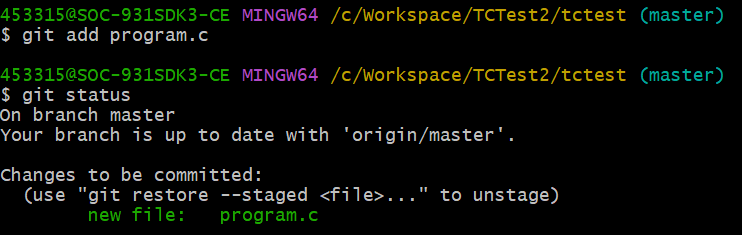 453315@SOC-931SDK3-CE MINGW64 /c/Workspace/TCTest2/tctest (master)
$ git add program.c
453315@SOC-931SDK3-CE MINGW64 /c/Workspace/TCTest2/tctest (master)
$ git status
On branch master
Your branch is up to date with 'origin/master'.
Changes to be committed:
  (use "git restore --staged <file>..." to unstage)
        new file:   program.c